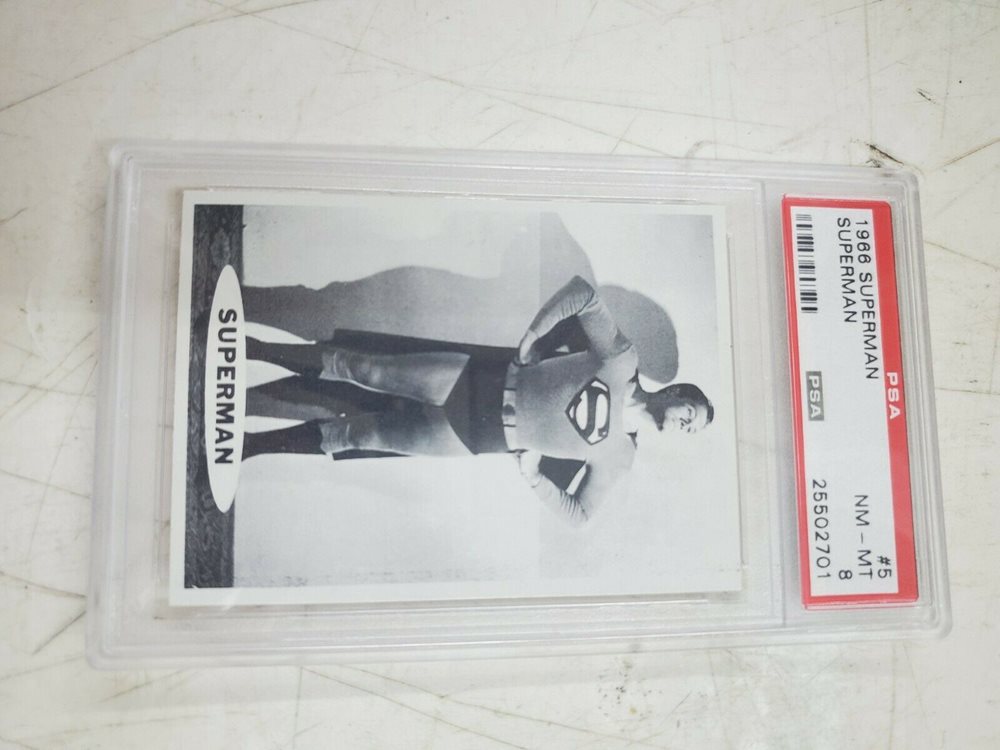 PSA
1966 SUPERMAN #5
SUPERMAN NM - MT
8
PSA 25502701
S
SUPERMAN